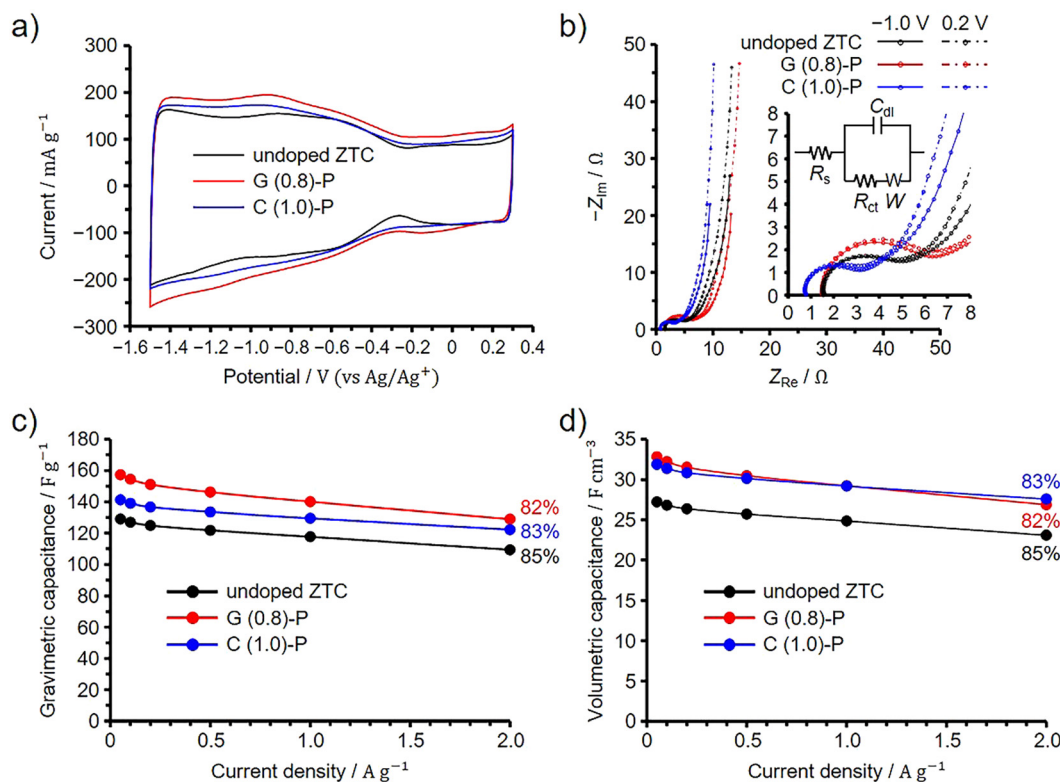 a)
300
200
100
0
−100
−200
−300
Current / mA g⁻¹
undoped ZTC
G (0.8)-P
C (1.0)-P
−1.6 −1.4 −1.2 −1.0 −0.8 −0.6 −0.4 −0.2 0 0.2 0.4
Potential / V (vs Ag/Ag⁺)
b)
−1.0 V 0.2 V
undoped ZTC
G (0.8)-P
C (1.0)-P
−50
−40
−30
−20
−10
0
−Z_Im / Ω
0 10 20 30 40 50
Z_Re / Ω
C_dl
R_s
R_ct W
8
7
6
5
4
3
2
1
0
0 1 2 3 4 5 6 7 8
c)
180
160
140
120
100
80
60
40
20
0
Gravimetric capacitance / F g⁻¹
82%
83%
85%
undoped ZTC
G (0.8)-P
C (1.0)-P
0 0.5 1.0 1.5 2.0
Current density / A g⁻¹
d)
35
30
25
20
15
10
5
0
Volumetric capacitance / F cm⁻³
83%
82%
85%
undoped ZTC
G (0.8)-P
C (1.0)-P
0 0.5 1.0 1.5 2.0
Current density / A g⁻¹